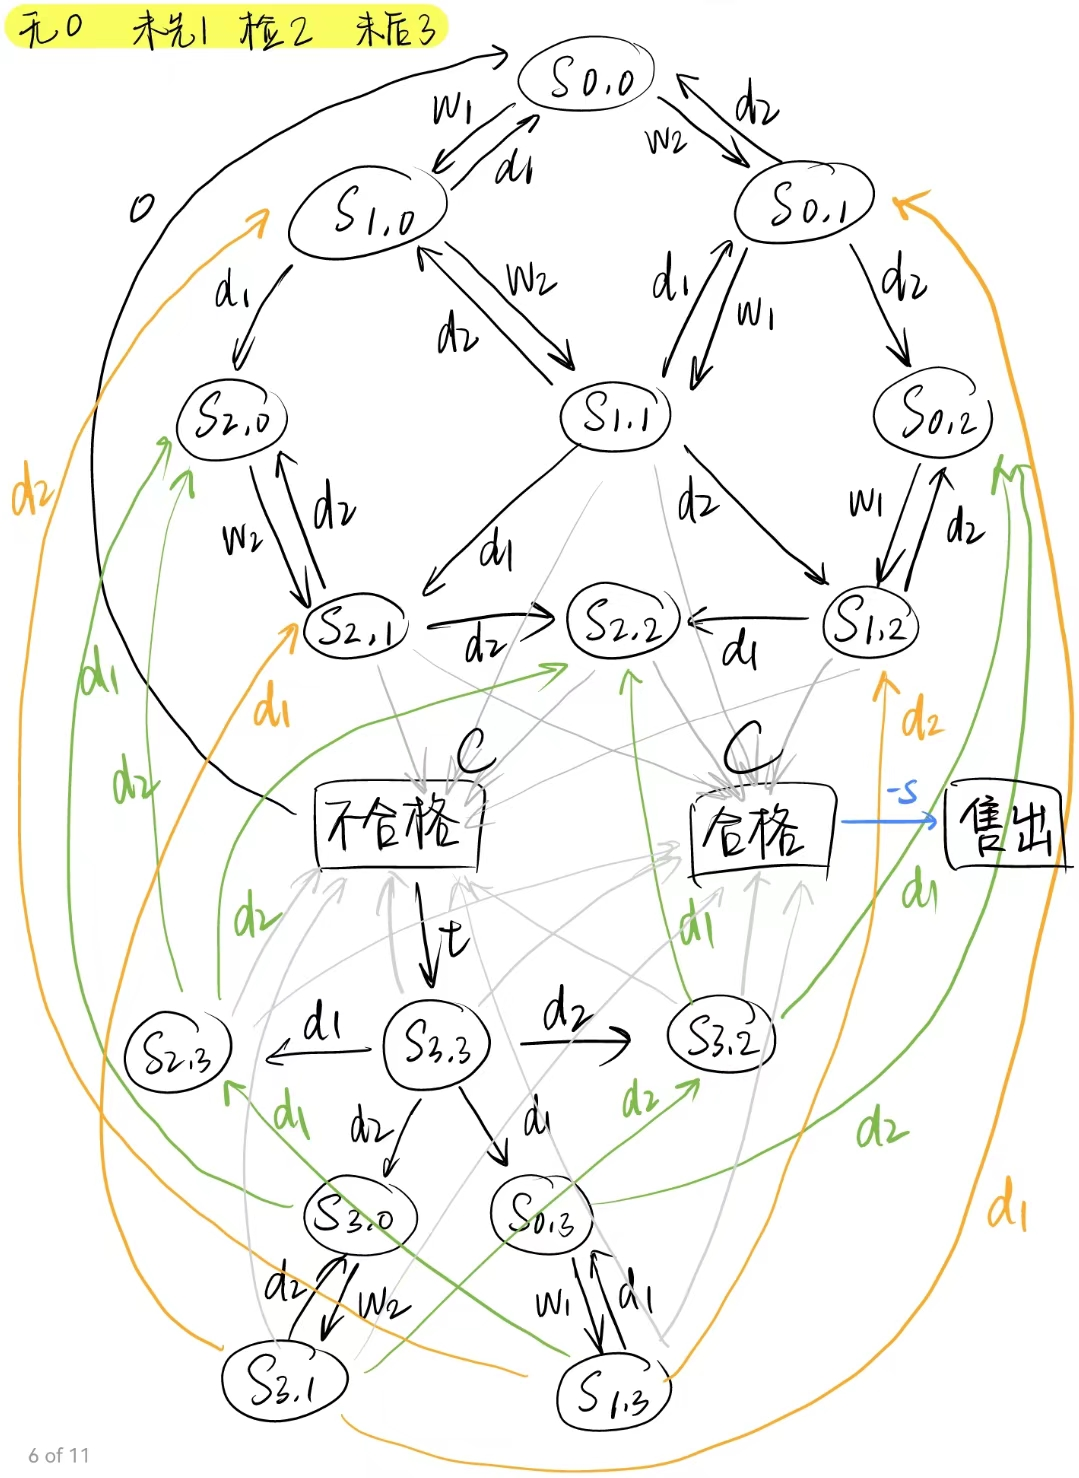 无0 未先1 检2 未后3
S0,0
w1
d1
w2
d2
0
S1,0
S0,1
d1
w2
d2
d1
w1
d2
S2,0
S1,1
S0,2
d2
w2
d2
d1
d2
w1
d2
S2,1
d2
S2,2
d1
S1,2
d1
d2
d1
d2
C
C
不合格
合格
-s
售出
d2
t
d1
d1
S2,3
d1
S3,3
d2
S3,2
d1
d2
d1
d2
d2
S3,0
S0,3
d1
d2
w2
w1
d1
S3,1
S1,3
6 of 11